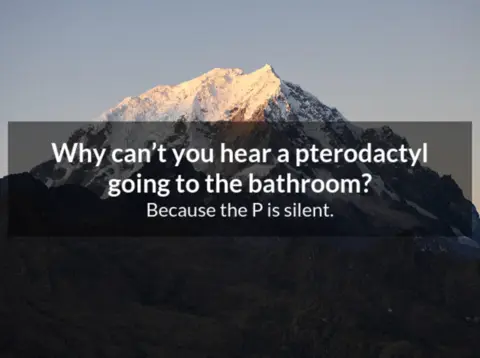 Why can’t you hear a pterodactyl
going to the bathroom?
Because the P is silent.